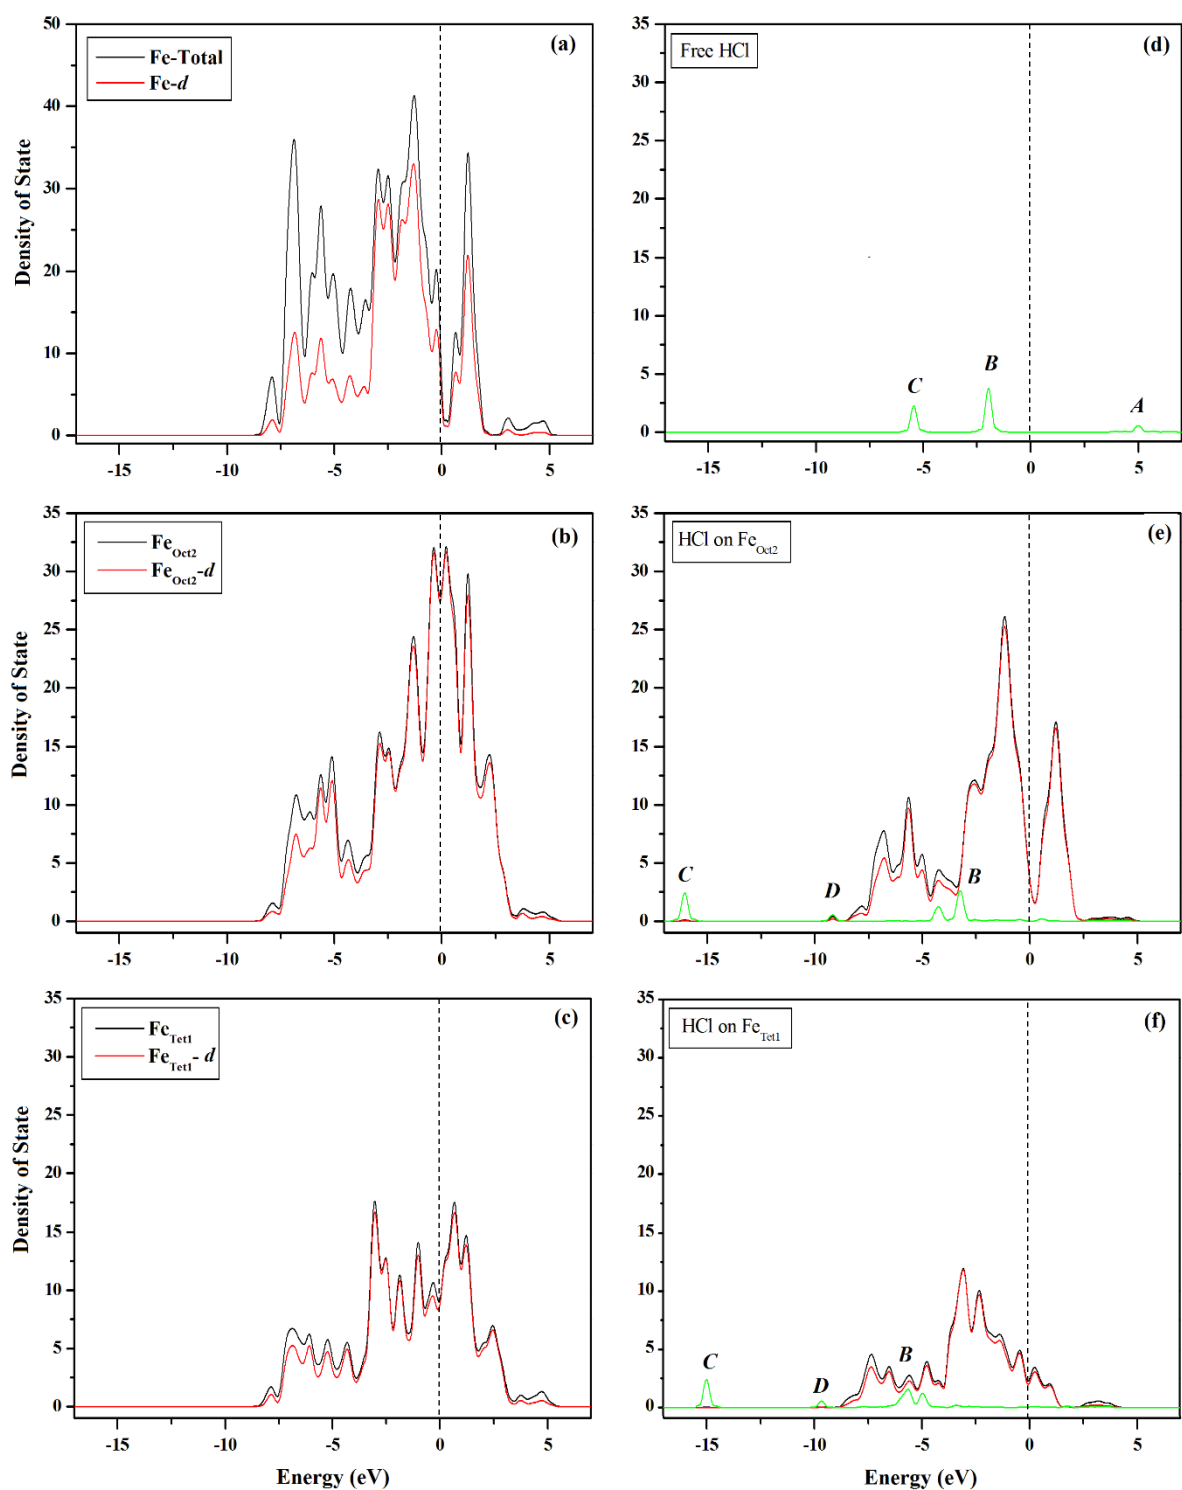 (a)
Fe-Total
Fe-d
Density of State
50
40
30
20
10
0
-15
-10
-5
0
5
(d)
Free HCl
C
B
A
35
30
25
20
15
10
5
0
-15
-10
-5
0
5
(b)
FeOct2
FeOct2-d
Density of State
35
30
25
20
15
10
5
0
-15
-10
-5
0
5
(e)
HCl on FeOct2
C
D
B
35
30
25
20
15
10
5
0
-15
-10
-5
0
5
(c)
FeTet1
FeTet1- d
Density of State
35
30
25
20
15
10
5
0
-15
-10
-5
0
5
Energy (eV)
(f)
HCl on FeTet1
C
D
B
35
30
25
20
15
10
5
0
-15
-10
-5
0
5
Energy (eV)